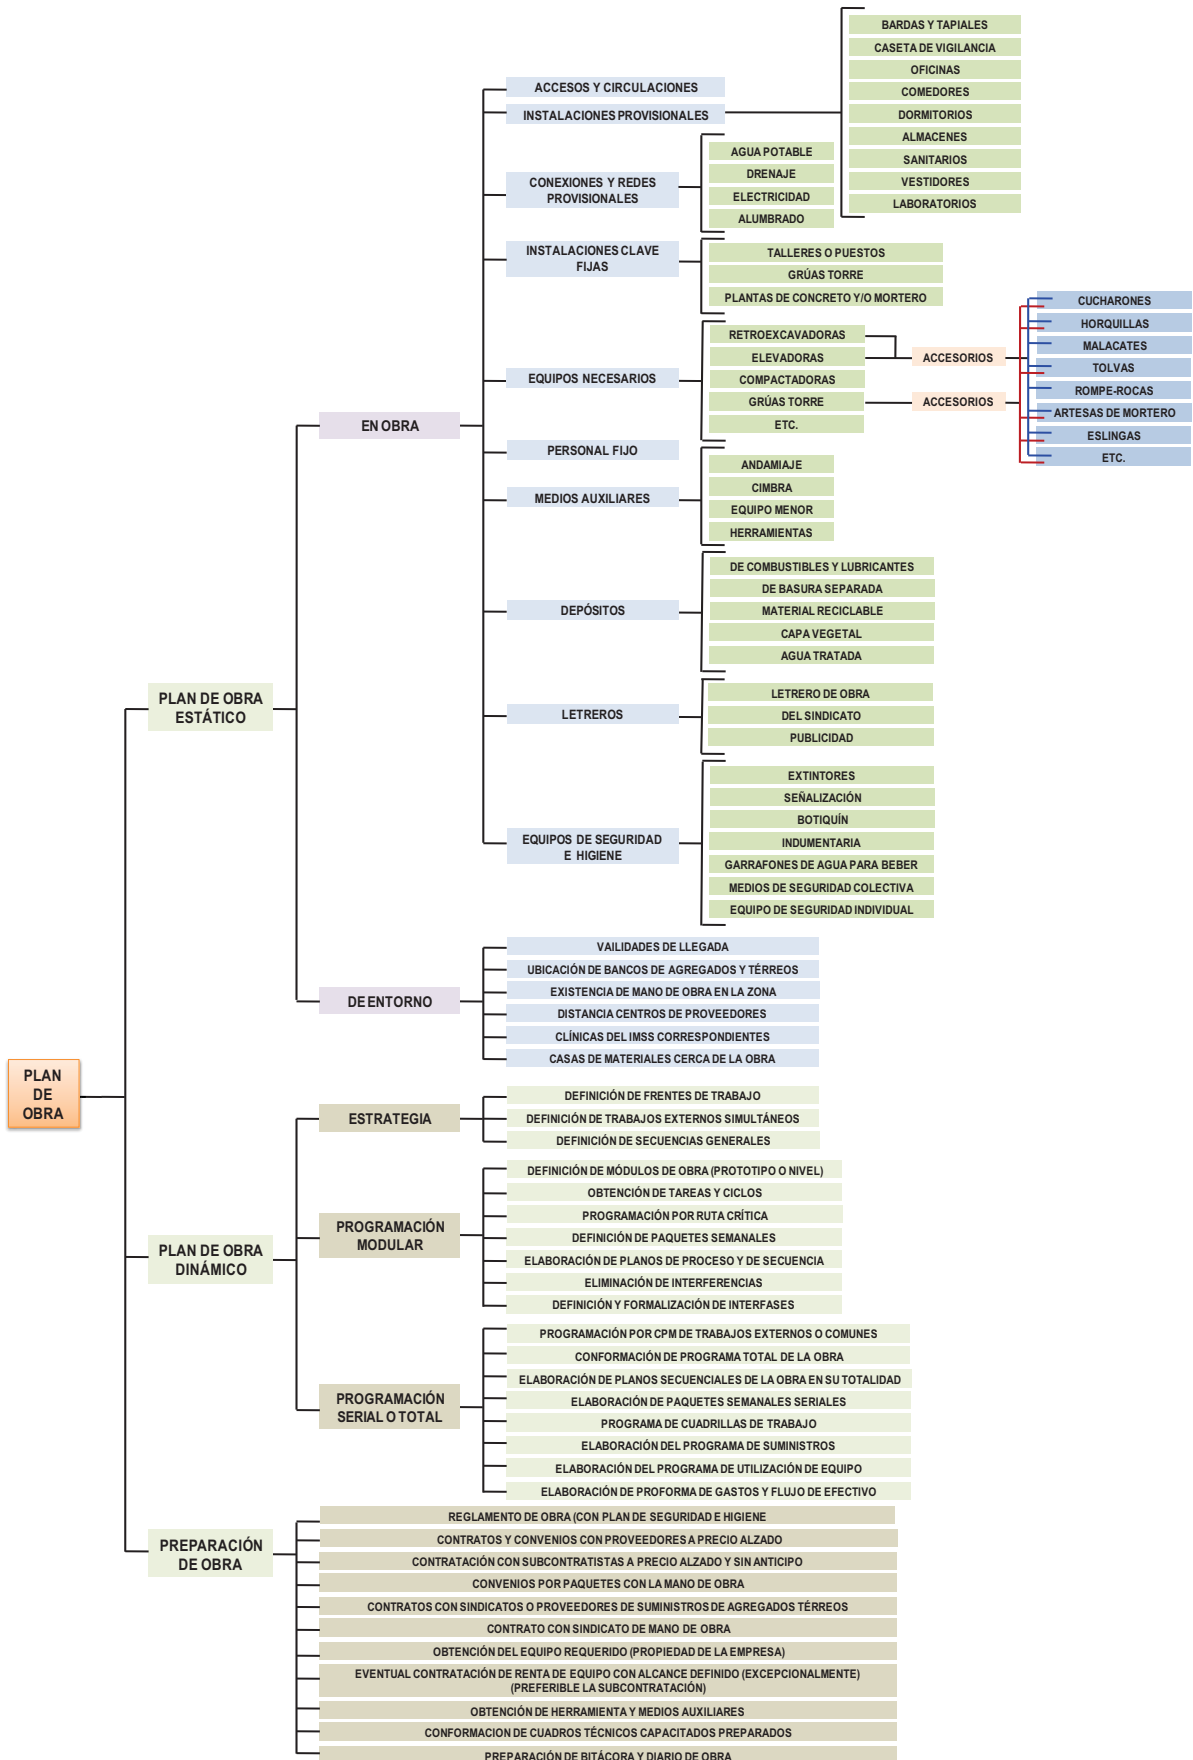 BARDAS Y TAPIALES
CASETA DE VIGILANCIA
OFICINAS
COMEDORES
DORMITORIOS
ALMACENES
SANITARIOS
VESTIDORES
LABORATORIOS
ACCESOS Y CIRCULACIONES
INSTALACIONES PROVISIONALES
CONEXIONES Y REDES
PROVISIONALES
AGUA POTABLE
DRENAJE
ELECTRICIDAD
ALUMBRADO
INSTALACIONES CLAVE
FIJAS
TALLERES O PUESTOS
GRÚAS TORRE
PLANTAS DE CONCRETO Y/O MORTERO
EQUIPOS NECESARIOS
RETROEXCAVADORAS
ELEVADORAS
COMPACTADORAS
GRÚAS TORRE
ETC.
ACCESORIOS
ACCESORIOS
CUCHARONES
HORQUILLAS
MALACATES
TOLVAS
ROMPE-ROCAS
ARTESAS DE MORTERO
ESLINGAS
ETC.
EN OBRA
PERSONAL FIJO
MEDIOS AUXILIARES
ANDAMIAJE
CIMBRA
EQUIPO MENOR
HERRAMIENTAS
DEPÓSITOS
DE COMBUSTIBLES Y LUBRICANTES
DE BASURA SEPARADA
MATERIAL RECICLABLE
CAPA VEGETAL
AGUA TRATADA
PLAN DE OBRA
ESTÁTICO
LETREROS
LETRERO DE OBRA
DEL SINDICATO
PUBLICIDAD
EQUIPOS DE SEGURIDAD
E HIGIENE
EXTINTORES
SEÑALIZACIÓN
BOTIQUÍN
INDUMENTARIA
GARRAFONES DE AGUA PARA BEBER
MEDIOS DE SEGURIDAD COLECTIVA
EQUIPO DE SEGURIDAD INDIVIDUAL
DE ENTORNO
VAILIDADES DE LLEGADA
UBICACIÓN DE BANCOS DE AGREGADOS Y TÉRREOS
EXISTENCIA DE MANO DE OBRA EN LA ZONA
DISTANCIA CENTROS DE PROVEEDORES
CLÍNICAS DEL IMSS CORRESPONDIENTES
CASAS DE MATERIALES CERCA DE LA OBRA
PLAN
DE
OBRA
ESTRATEGIA
DEFINICIÓN DE FRENTES DE TRABAJO
DEFINICIÓN DE TRABAJOS EXTERNOS SIMULTÁNEOS
DEFINICIÓN DE SECUENCIAS GENERALES
PLAN DE OBRA
DINÁMICO
PROGRAMACIÓN
MODULAR
DEFINICIÓN DE MÓDULOS DE OBRA (PROTOTIPO O NIVEL)
OBTENCIÓN DE TAREAS Y CICLOS
PROGRAMACIÓN POR RUTA CRÍTICA
DEFINICIÓN DE PAQUETES SEMANALES
ELABORACIÓN DE PLANOS DE PROCESO Y DE SECUENCIA
ELIMINACIÓN DE INTERFERENCIAS
DEFINICIÓN Y FORMALIZACIÓN DE INTERFASES
PROGRAMACIÓN
SERIAL O TOTAL
PROGRAMACIÓN POR CPM DE TRABAJOS EXTERNOS O COMUNES
CONFORMACIÓN DE PROGRAMA TOTAL DE LA OBRA
ELABORACIÓN DE PLANOS SECUENCIALES DE LA OBRA EN SU TOTALIDAD
ELABORACIÓN DE PAQUETES SEMANALES SERIALES
PROGRAMA DE CUADRILLAS DE TRABAJO
ELABORACIÓN DEL PROGRAMA DE SUMINISTROS
ELABORACIÓN DEL PROGRAMA DE UTILIZACIÓN DE EQUIPO
ELABORACIÓN DE PROFORMA DE GASTOS Y FLUJO DE EFECTIVO
PREPARACIÓN
DE OBRA
REGLAMENTO DE OBRA (CON PLAN DE SEGURIDAD E HIGIENE
CONTRATOS Y CONVENIOS CON PROVEEDORES A PRECIO ALZADO
CONTRATACIÓN CON SUBCONTRATISTAS A PRECIO ALZADO Y SIN ANTICIPO
CONVENIOS POR PAQUETES CON LA MANO DE OBRA
CONTRATOS CON SINDICATOS O PROVEEDORES DE SUMINISTROS DE AGREGADOS TÉRREOS
CONTRATO CON SINDICATO DE MANO DE OBRA
OBTENCIÓN DEL EQUIPO REQUERIDO (PROPIEDAD DE LA EMPRESA)
EVENTUAL CONTRATACIÓN DE RENTA DE EQUIPO CON ALCANCE DEFINIDO (EXCEPCIONALMENTE)
(PREFERIBLE LA SUBCONTRATACIÓN)
OBTENCIÓN DE HERRAMIENTA Y MEDIOS AUXILIARES
CONFORMACION DE CUADROS TÉCNICOS CAPACITADOS PREPARADOS
PREPARACIÓN DE BITÁCORA Y DIARIO DE OBRA